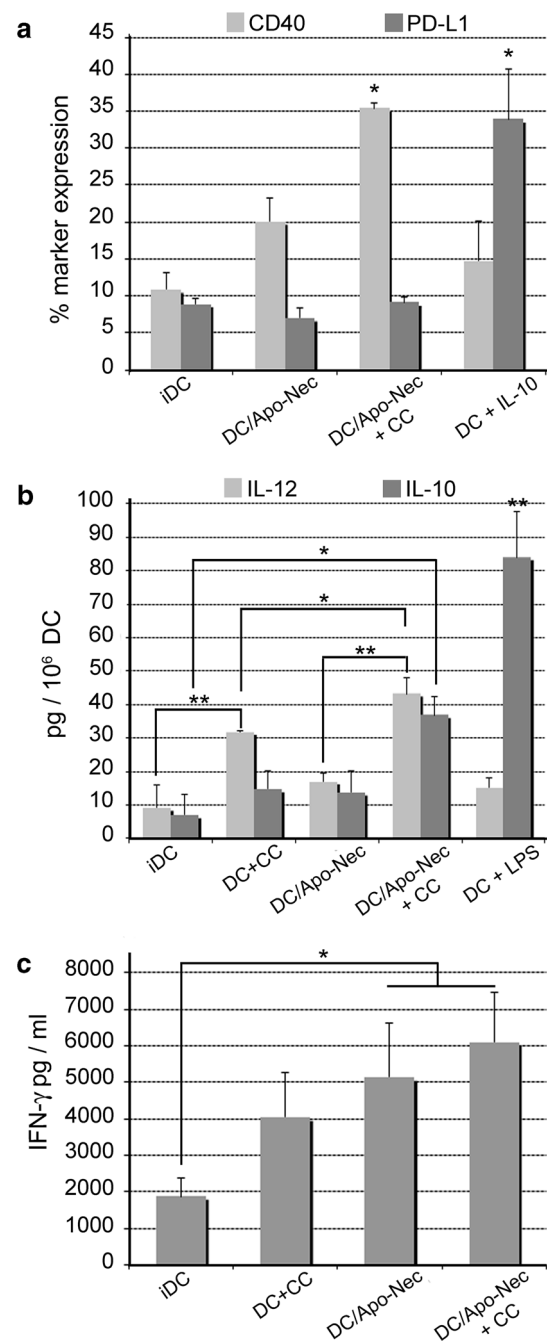 a
CD40 PD-L1
% marker expression
45
40
35
30
25
20
15
10
5
0
* *
iDC
DC/Apo-Nec
DC/Apo-Nec
+ CC
DC + IL-10
b
IL-12 IL-10
pg / 10⁶ DC
100
90
80
70
60
50
40
30
20
10
0
**
*
*
**
**
iDC
DC+CC
DC/Apo-Nec
DC/Apo-Nec
+ CC
DC + LPS
c
IFN-γ pg / ml
8000
7000
6000
5000
4000
3000
2000
1000
0
*
iDC
DC+CC
DC/Apo-Nec
DC/Apo-Nec
+ CC